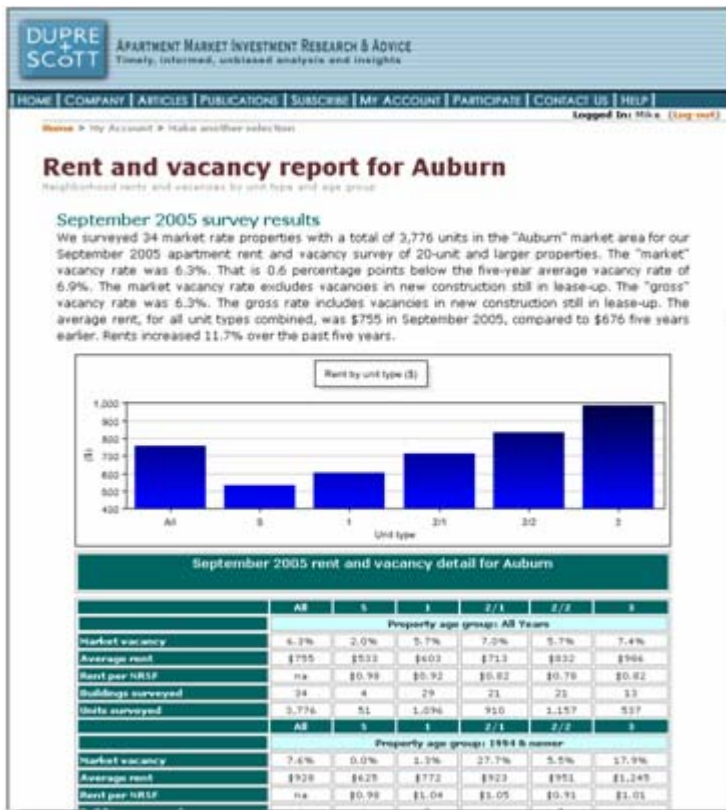 DUPRE
+
SCOTT
APARTMENT MARKET INVESTMENT RESEARCH & ADVICE
Timely, informed, unbiased analysis and insights
HOME | COMPANY | ARTICLES | PUBLICATIONS | SUBSCRIBE | MY ACCOUNT | PARTICIPATE | CONTACT US | HELP |
Logged In: Mike (Log-out)
Home > My Account > Make another selection
Rent and vacancy report for Auburn
Neighborhood rents and vacancies by unit type and age group
September 2005 survey results
We surveyed 34 market rate properties with a total of 3,776 units in the "Auburn" market area for our
September 2005 apartment rent and vacancy survey of 20-unit and larger properties. The "market"
vacancy rate was 6.3%. That is 0.6 percentage points below the five-year average vacancy rate of
6.9%. The market vacancy rate excludes vacancies in new construction still in lease-up. The "gross"
vacancy rate was 6.3%. The gross rate includes vacancies in new construction still in lease-up. The
average rent, for all unit types combined, was $755 in September 2005, compared to $676 five years
earlier. Rents increased 11.7% over the past five years.
Rent by unit type ($)
1,000
900
800
700
600
500
400
($)
All S 1 2/1 2/2 3
Unit type
September 2005 rent and vacancy detail for Auburn
All S 1 2/1 2/2 3
Property age group: All Years
Market vacancy 6.3% 2.0% 5.7% 7.0% 5.7% 7.4%
Average rent $755 $533 $603 $713 $832 $986
Rent per NRSF na $0.98 $0.92 $0.82 $0.78 $0.82
Buildings surveyed 34 4 29 21 21 13
Units surveyed 3,776 51 1,096 910 1,157 537
All S 1 2/1 2/2 3
Property age group: 1994 & newer
Market vacancy 7.6% 0.0% 1.3% 27.7% 5.5% 17.9%
Average rent $928 $625 $772 $923 $951 $1,245
Rent per NRSF na $0.98 $1.04 $1.05 $0.91 $1.01